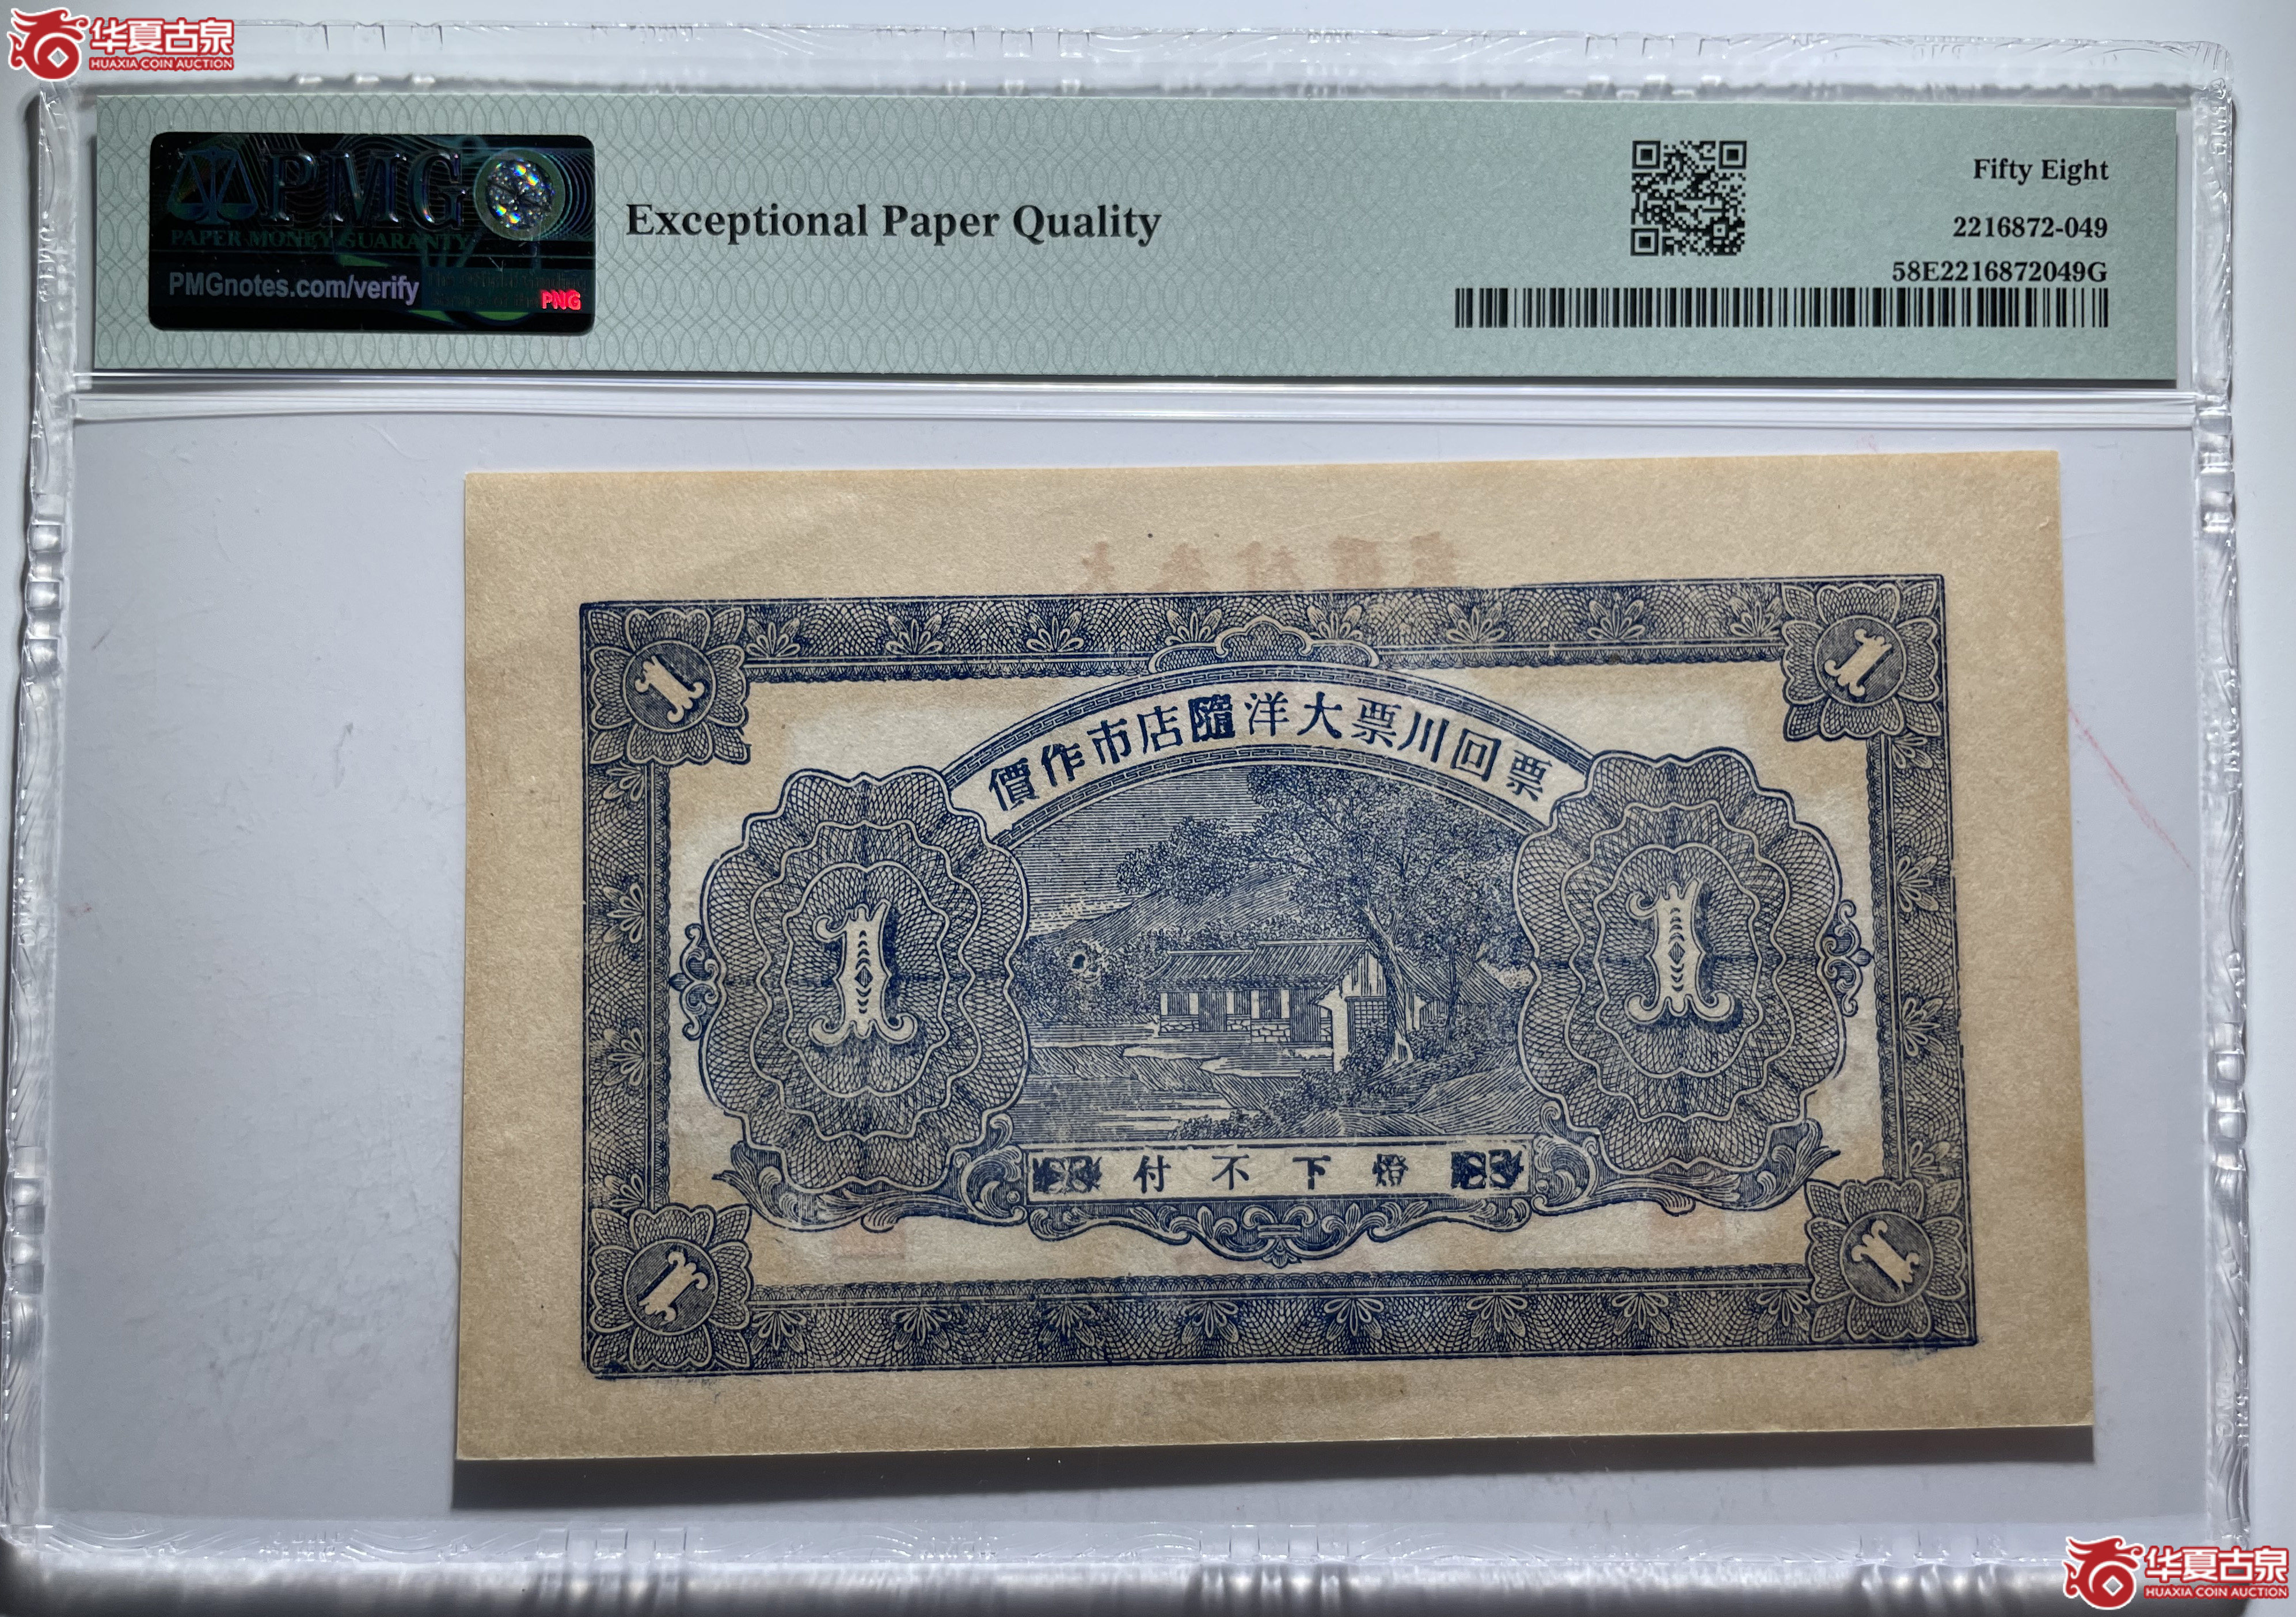 华夏古泉
HUAXIA COIN AUCTION
PMG
PAPER MONEY GUARANTY
PMGnotes.com/verify
PNG
Exceptional Paper Quality
Fifty Eight
2216872-049
58E2216872049G
1
1
價作市店隨洋大票川回票
1
1
付不下燈
1
1
华夏古泉
HUAXIA COIN AUCTION